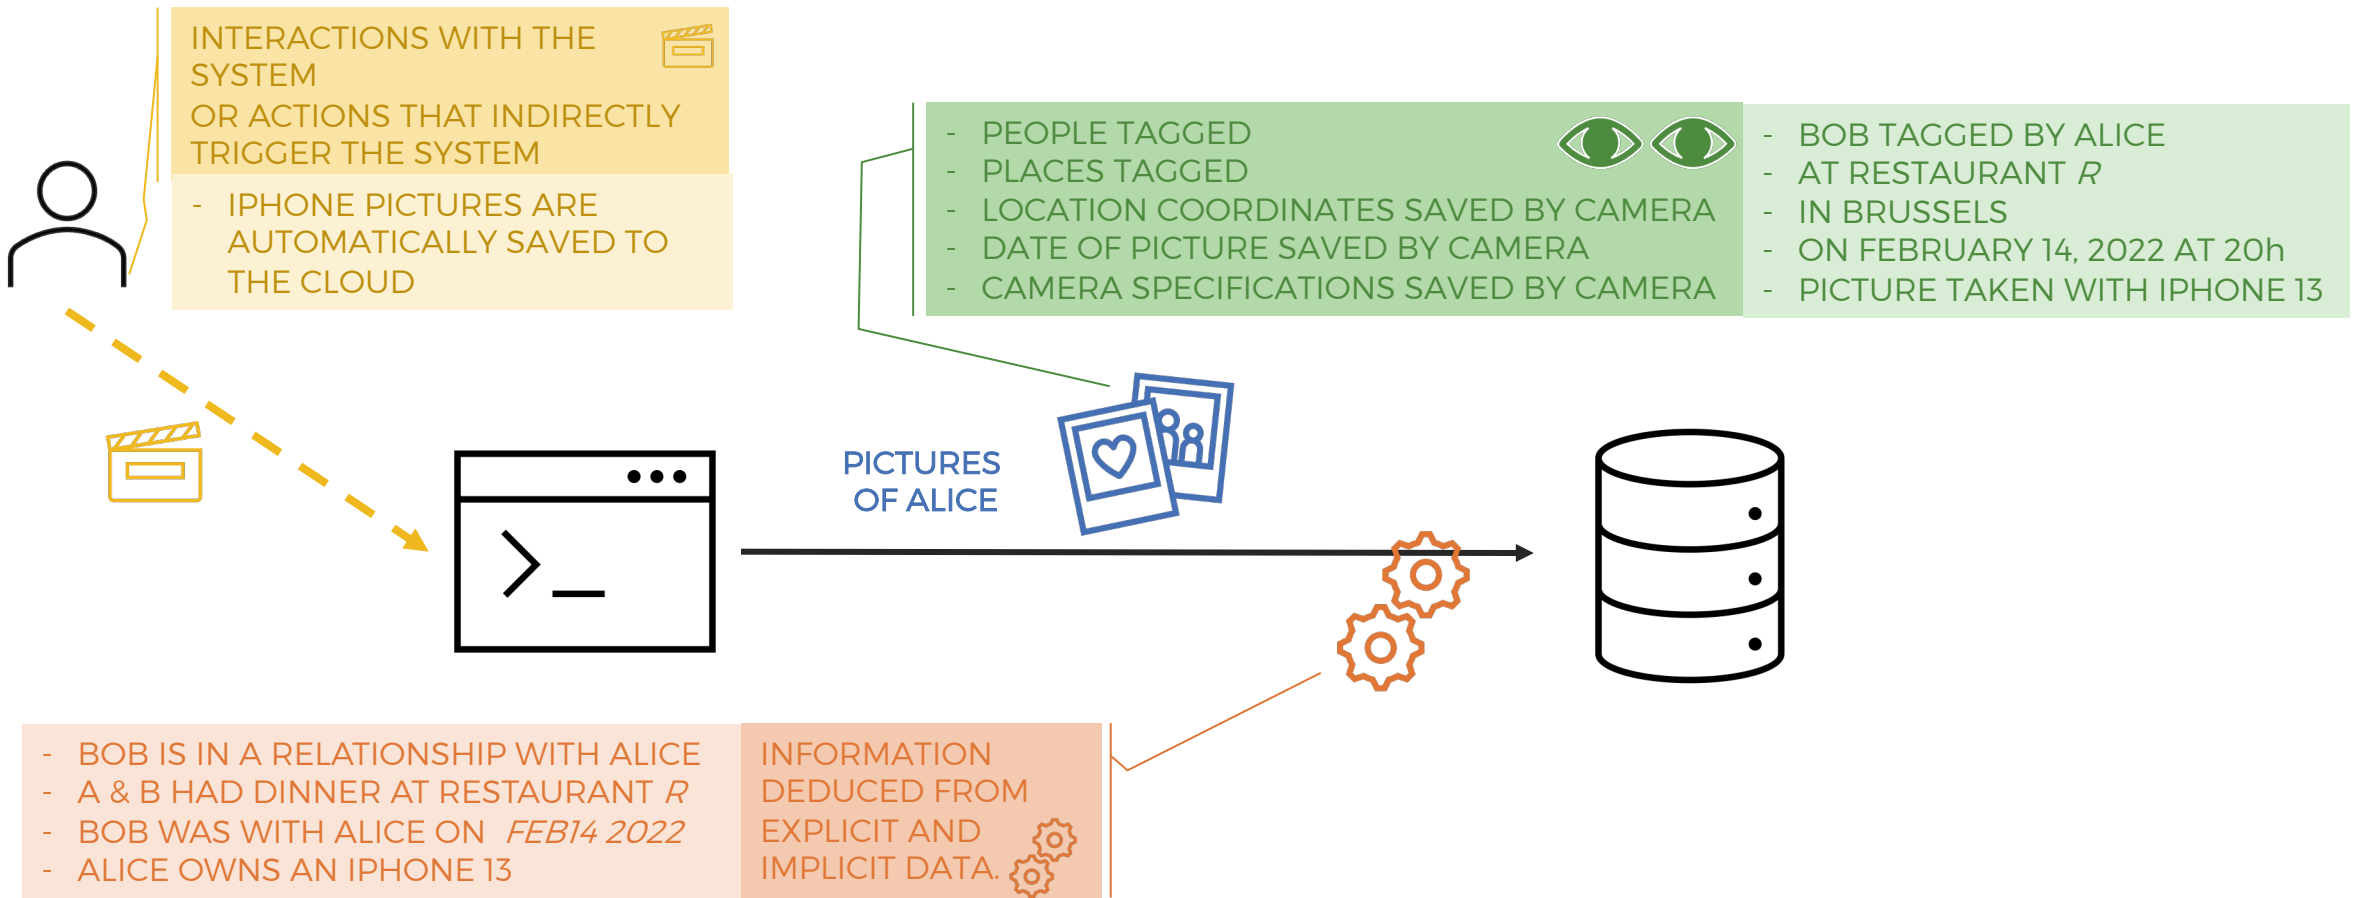 INTERACTIONS WITH THE
SYSTEM
OR ACTIONS THAT INDIRECTLY
TRIGGER THE SYSTEM
- IPHONE PICTURES ARE
AUTOMATICALLY SAVED TO
THE CLOUD
- PEOPLE TAGGED
- PLACES TAGGED
- LOCATION COORDINATES SAVED BY CAMERA
- DATE OF PICTURE SAVED BY CAMERA
- CAMERA SPECIFICATIONS SAVED BY CAMERA
- BOB TAGGED BY ALICE
- AT RESTAURANT R
- IN BRUSSELS
- ON FEBRUARY 14, 2022 AT 20h
- PICTURE TAKEN WITH IPHONE 13
PICTURES
OF ALICE
- BOB IS IN A RELATIONSHIP WITH ALICE
- A & B HAD DINNER AT RESTAURANT R
- BOB WAS WITH ALICE ON FEB14 2022
- ALICE OWNS AN IPHONE 13
INFORMATION
DEDUCED FROM
EXPLICIT AND
IMPLICIT DATA.